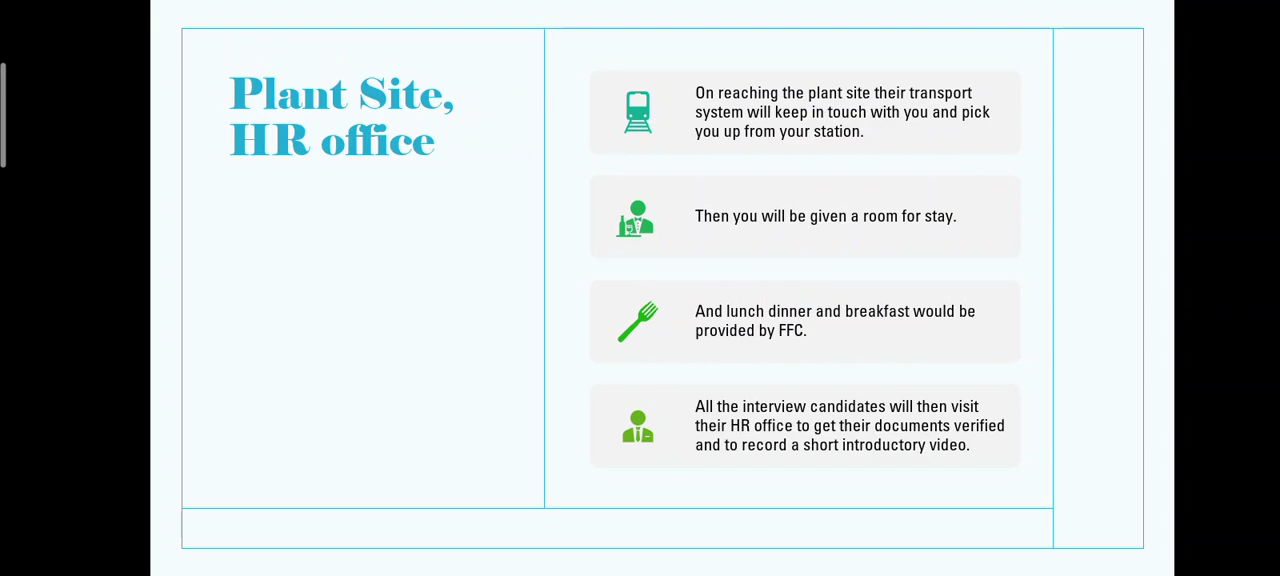 Plant Site,
HR office
On reaching the plant site their transport
system will keep in touch with you and pick
you up from your station.
Then you will be given a room for stay.
And lunch dinner and breakfast would be
provided by FFC.
All the interview candidates will then visit
their HR office to get their documents verified
and to record a short introductory video.